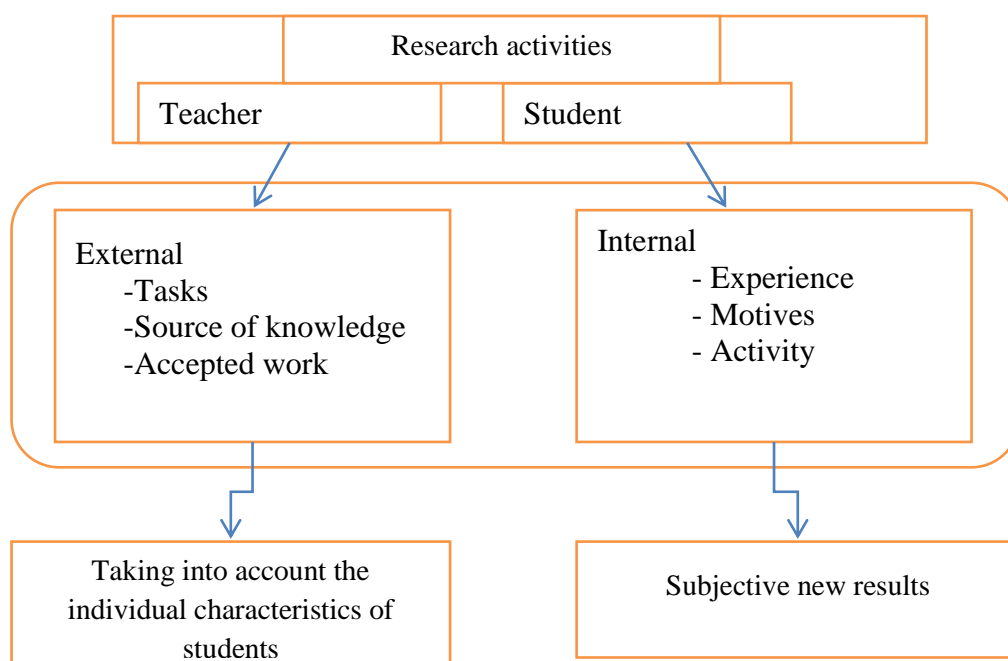 Research activities
Teacher
Student
External
-Tasks
-Source of knowledge
-Accepted work
Internal
- Experience
- Motives
- Activity
Taking into account the
individual characteristics of
students
Subjective new results